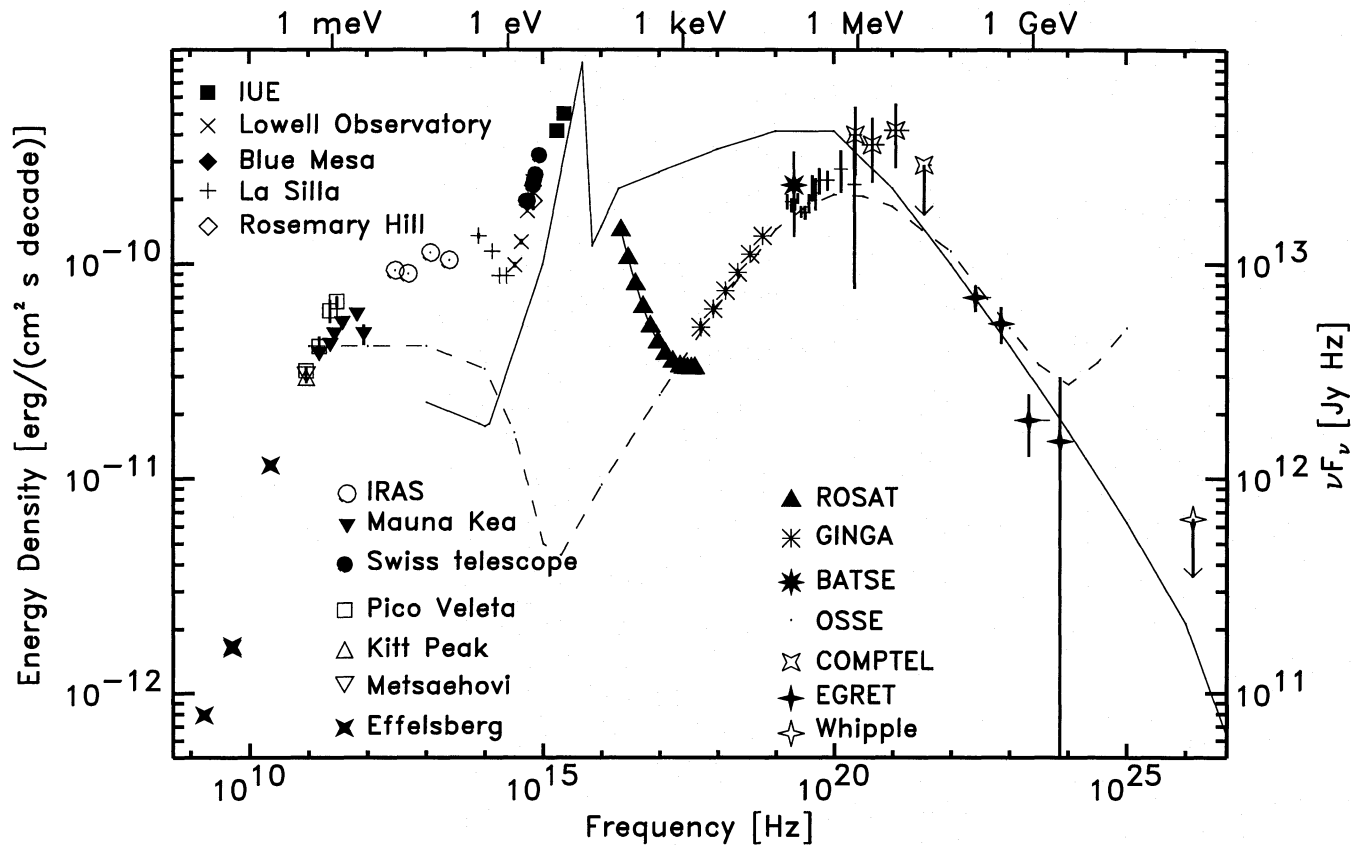 1 meV 1 eV 1 keV 1 MeV 1 GeV
IUE
Lowell Observatory
Blue Mesa
La Silla
Rosemary Hill
Energy Density [erg/(cm² s decade)]
10⁻¹⁰
10⁻¹¹
10⁻¹²
IRAS
Mauna Kea
Swiss telescope
Pico Veleta
Kitt Peak
Metsaehovi
Effelsberg
ROSAT
GINGA
BATSE
OSSE
COMPTEL
EGRET
Whipple
10¹³
10¹²
10¹¹
νFν [Jy Hz]
10¹⁰ 10¹⁵ 10²⁰ 10²⁵
Frequency [Hz]